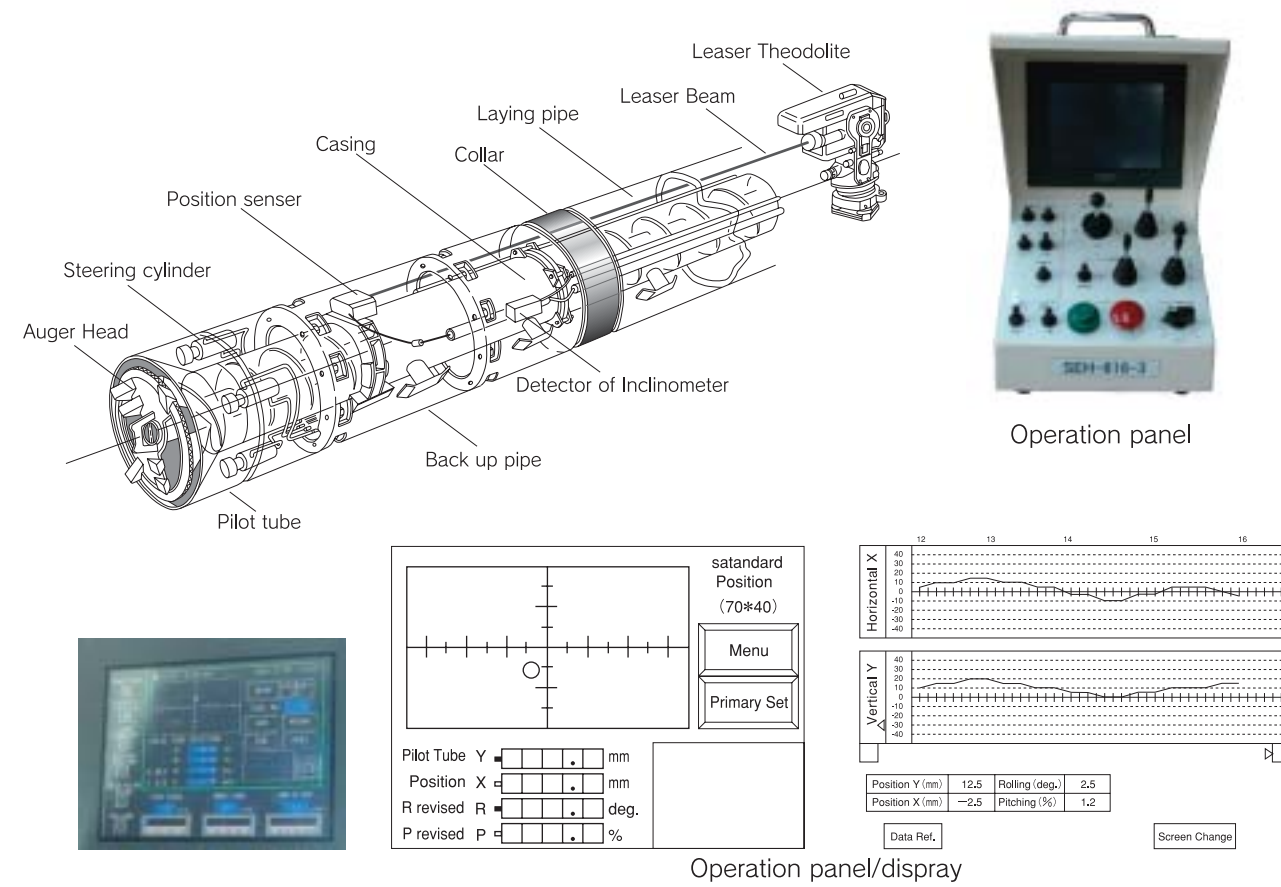 Leaser Theodolite
Leaser Beam
Laying pipe
Collar
Casing
Position senser
Steering cylinder
Auger Head
Detector of Inclinometer
Back up pipe
Pilot tube
SEH-616-3
Operation panel
satandard
Position
(70*40)
Menu
Primary Set
Pilot Tube Y mm
Position X mm
R revised R deg.
P revised P %
12 13 14 15 16
Horizontal X
40
30
20
10
0
-10
-20
-30
-40
Vertical Y
40
30
20
10
0
-10
-20
-30
-40
Position Y (mm) 12.5 Rolling (deg.) 2.5
Position X (mm) −2.5 Pitching (%) 1.2
Data Ref. Screen Change
Operation panel/dispray